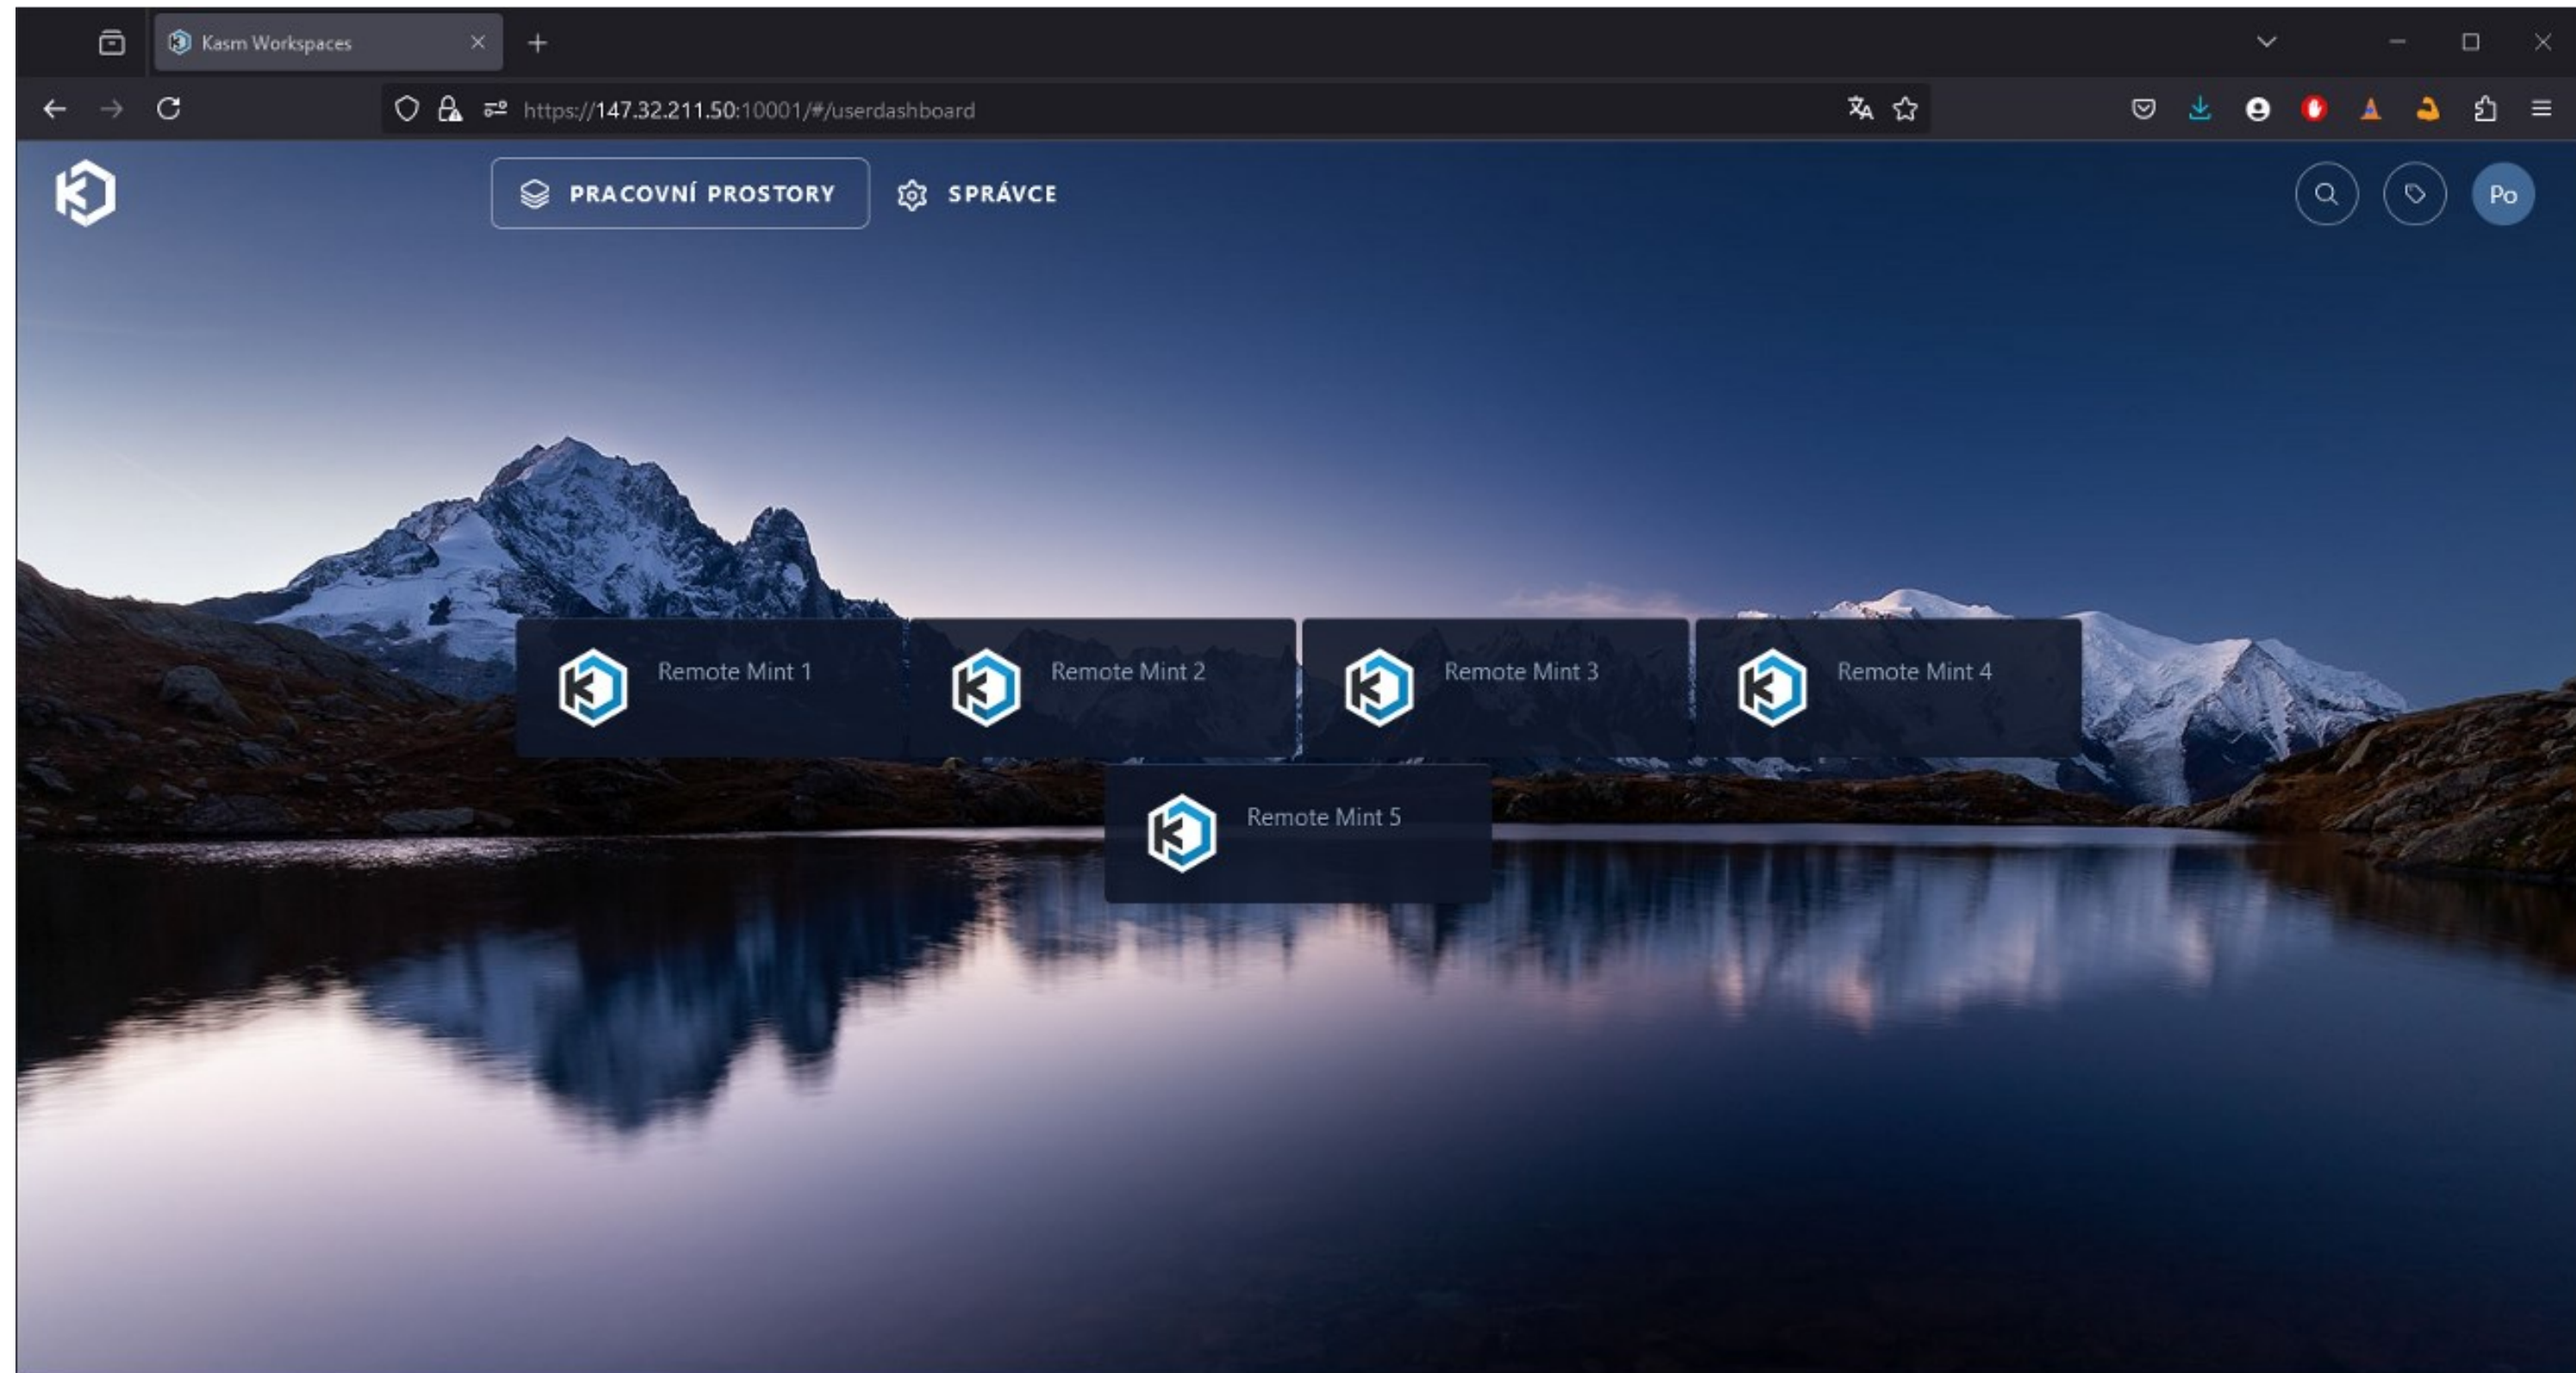 Kasm Workspaces
https://147.32.211.50:10001/#/userdashboard
PRACOVNÍ PROSTORY
SPRÁVCE
Po
Remote Mint 1
Remote Mint 2
Remote Mint 3
Remote Mint 4
Remote Mint 5